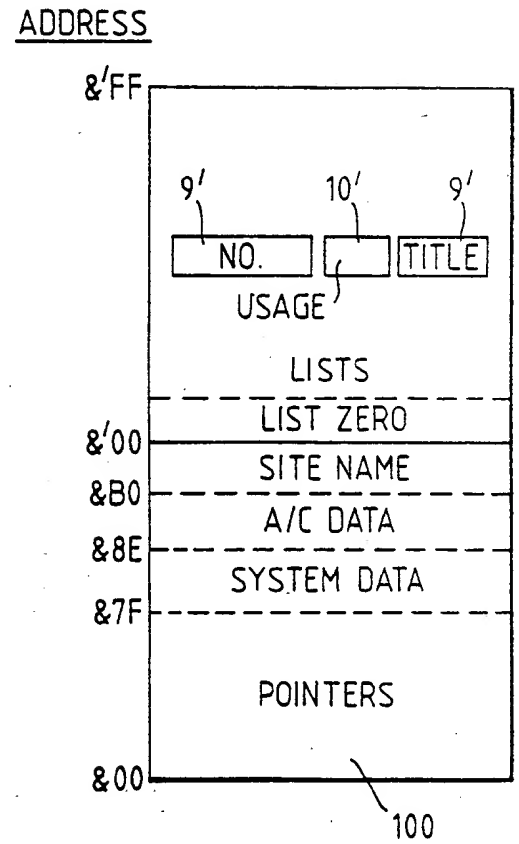 ADDRESS
&'FF
9' 10' 9'
NO. TITLE
USAGE
LISTS
LIST ZERO
&'00
SITE NAME
&B0
A/C DATA
&8E
SYSTEM DATA
&7F
POINTERS
&00
100